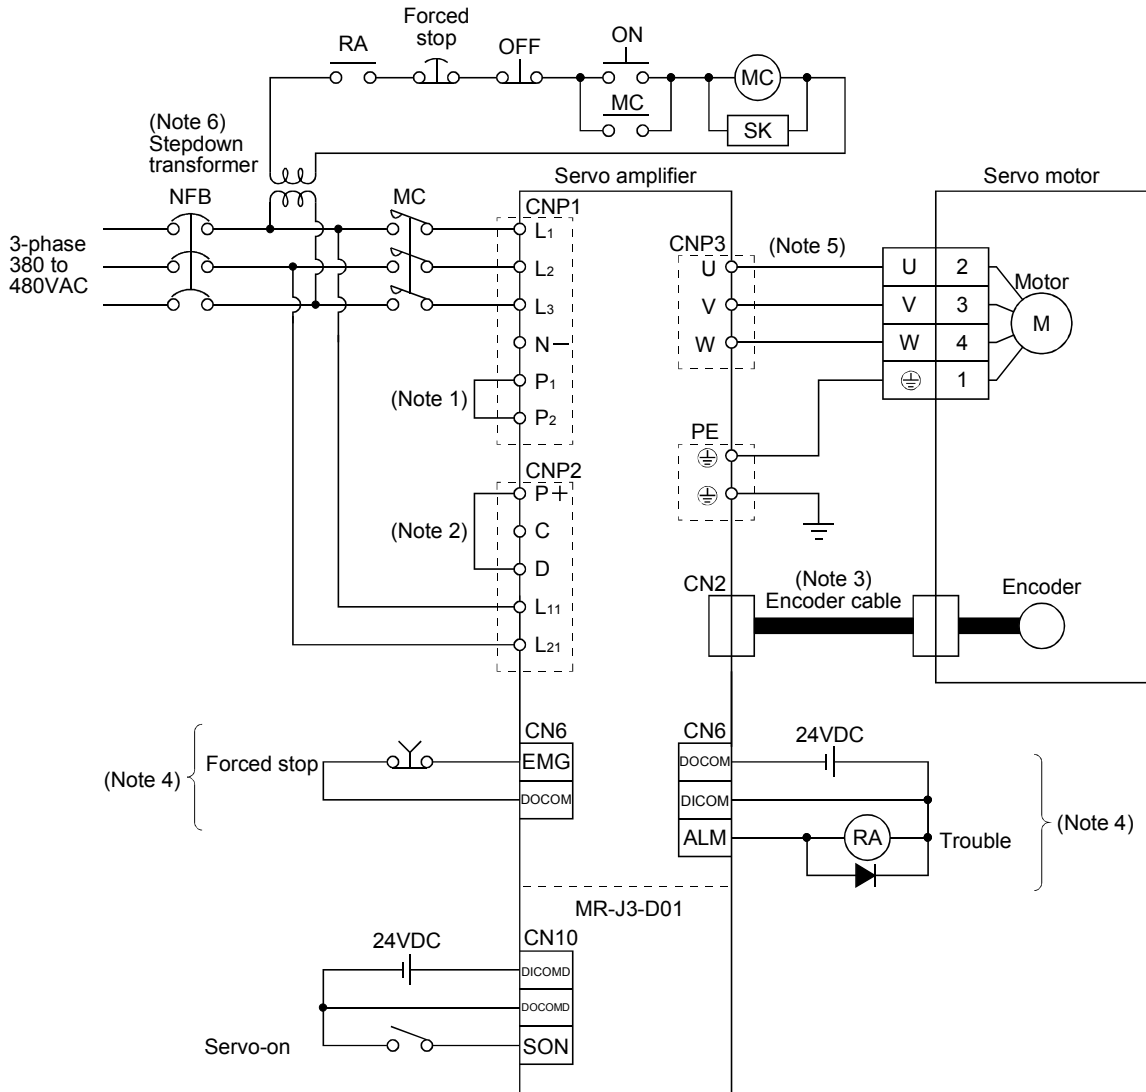 Forced
stop
RA
OFF
ON
MC
MC
SK
(Note 6)
Stepdown
transformer
NFB
MC
Servo amplifier
Servo motor
3-phase
380 to
480VAC
CNP1
L1
L2
L3
N−
P1
P2
(Note 1)
CNP2
P+
C
D
L11
L21
(Note 2)
CNP3
U
V
W
(Note 5)
U 2
V 3
W 4
1
Motor
M
PE
CN2
(Note 3)
Encoder cable
Encoder
(Note 4)
Forced stop
CN6
EMG
DOCOM
CN6
DOCOM
DICOM
ALM
24VDC
RA
Trouble
(Note 4)
MR-J3-D01
24VDC
CN10
DICOMD
DOCOMD
SON
Servo-on